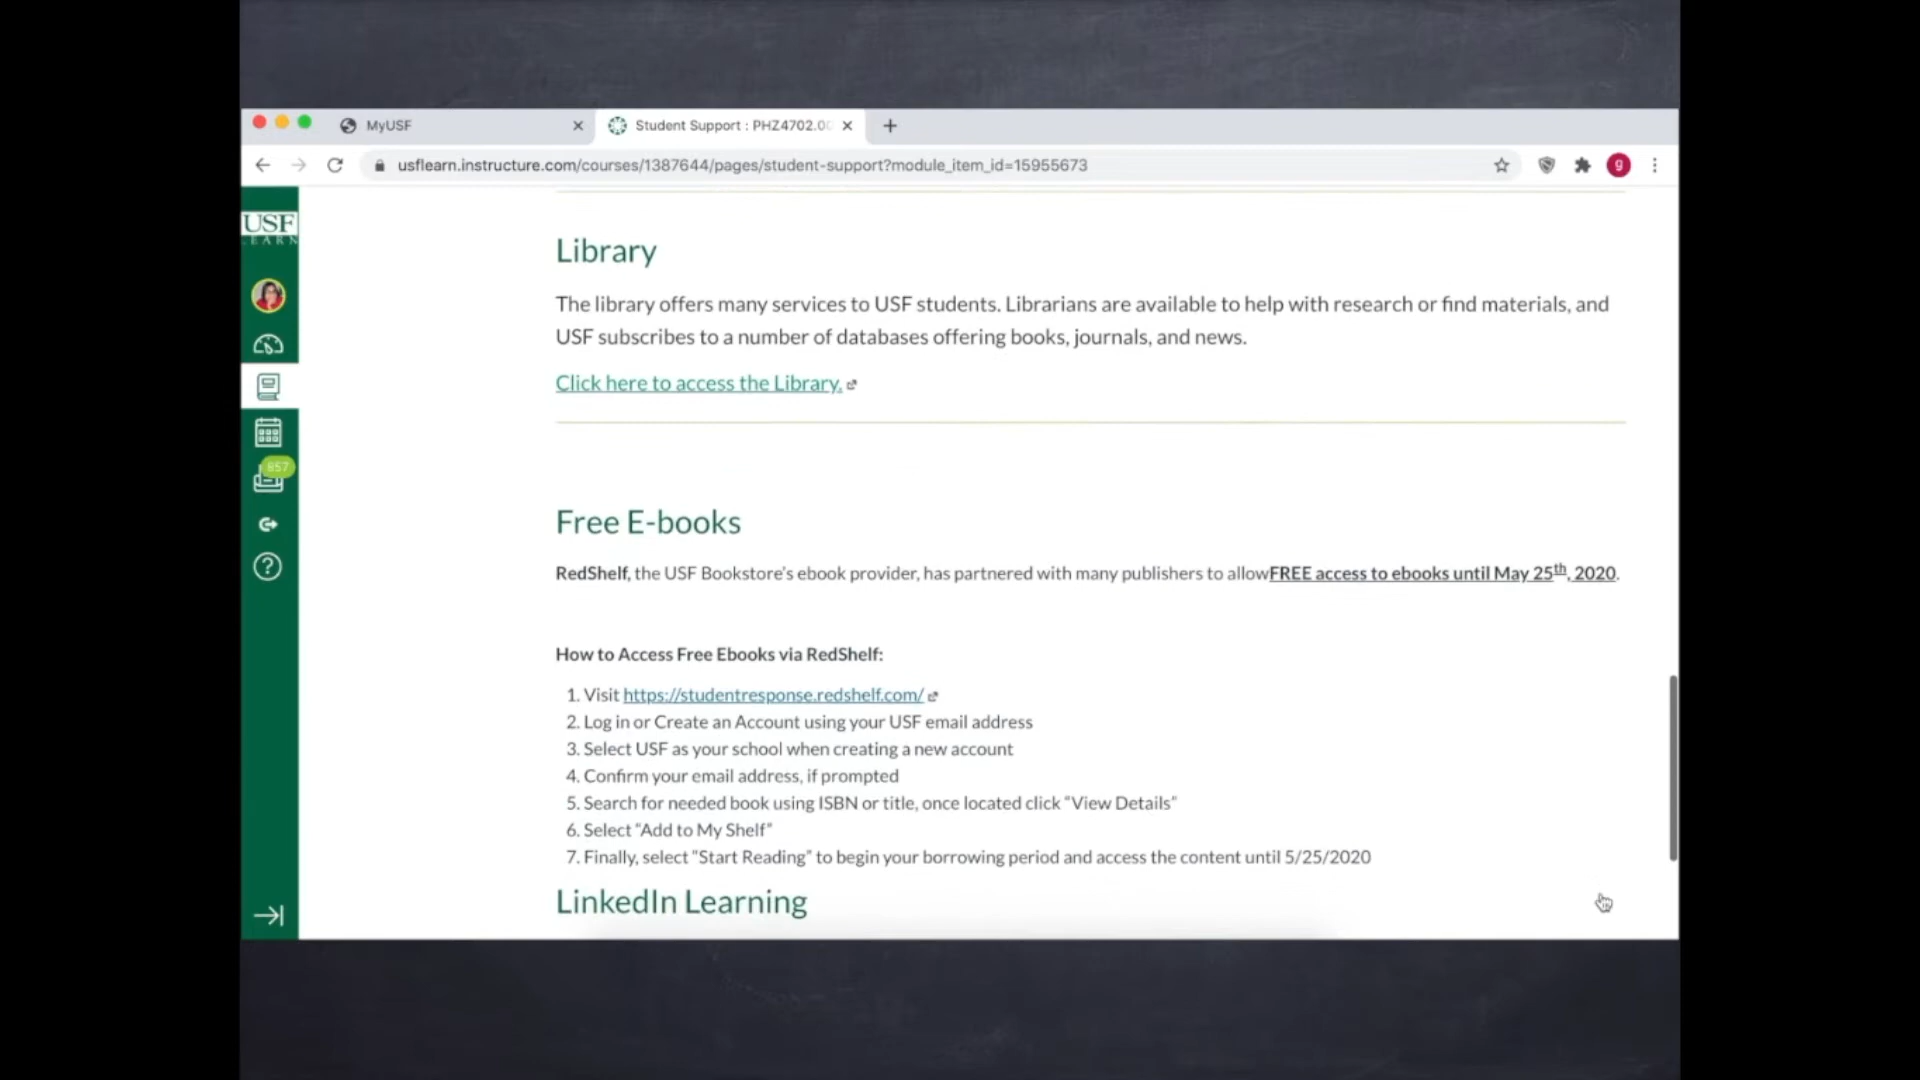 MyUSF
Student Support : PHZ4702.00
usflearn.instructure.com/courses/1387644/pages/student-support?module_item_id=15955673
g
USF
LEARN
857
Library
The library offers many services to USF students. Librarians are available to help with research or find materials, and
USF subscribes to a number of databases offering books, journals, and news.
Click here to access the Library.
Free E-books
RedShelf, the USF Bookstore's ebook provider, has partnered with many publishers to allowFREE access to ebooks until May 25th, 2020.
How to Access Free Ebooks via RedShelf:
1. Visit https://studentresponse.redshelf.com/
2. Log in or Create an Account using your USF email address
3. Select USF as your school when creating a new account
4. Confirm your email address, if prompted
5. Search for needed book using ISBN or title, once located click “View Details”
6. Select “Add to My Shelf”
7. Finally, select “Start Reading” to begin your borrowing period and access the content until 5/25/2020
LinkedIn Learning